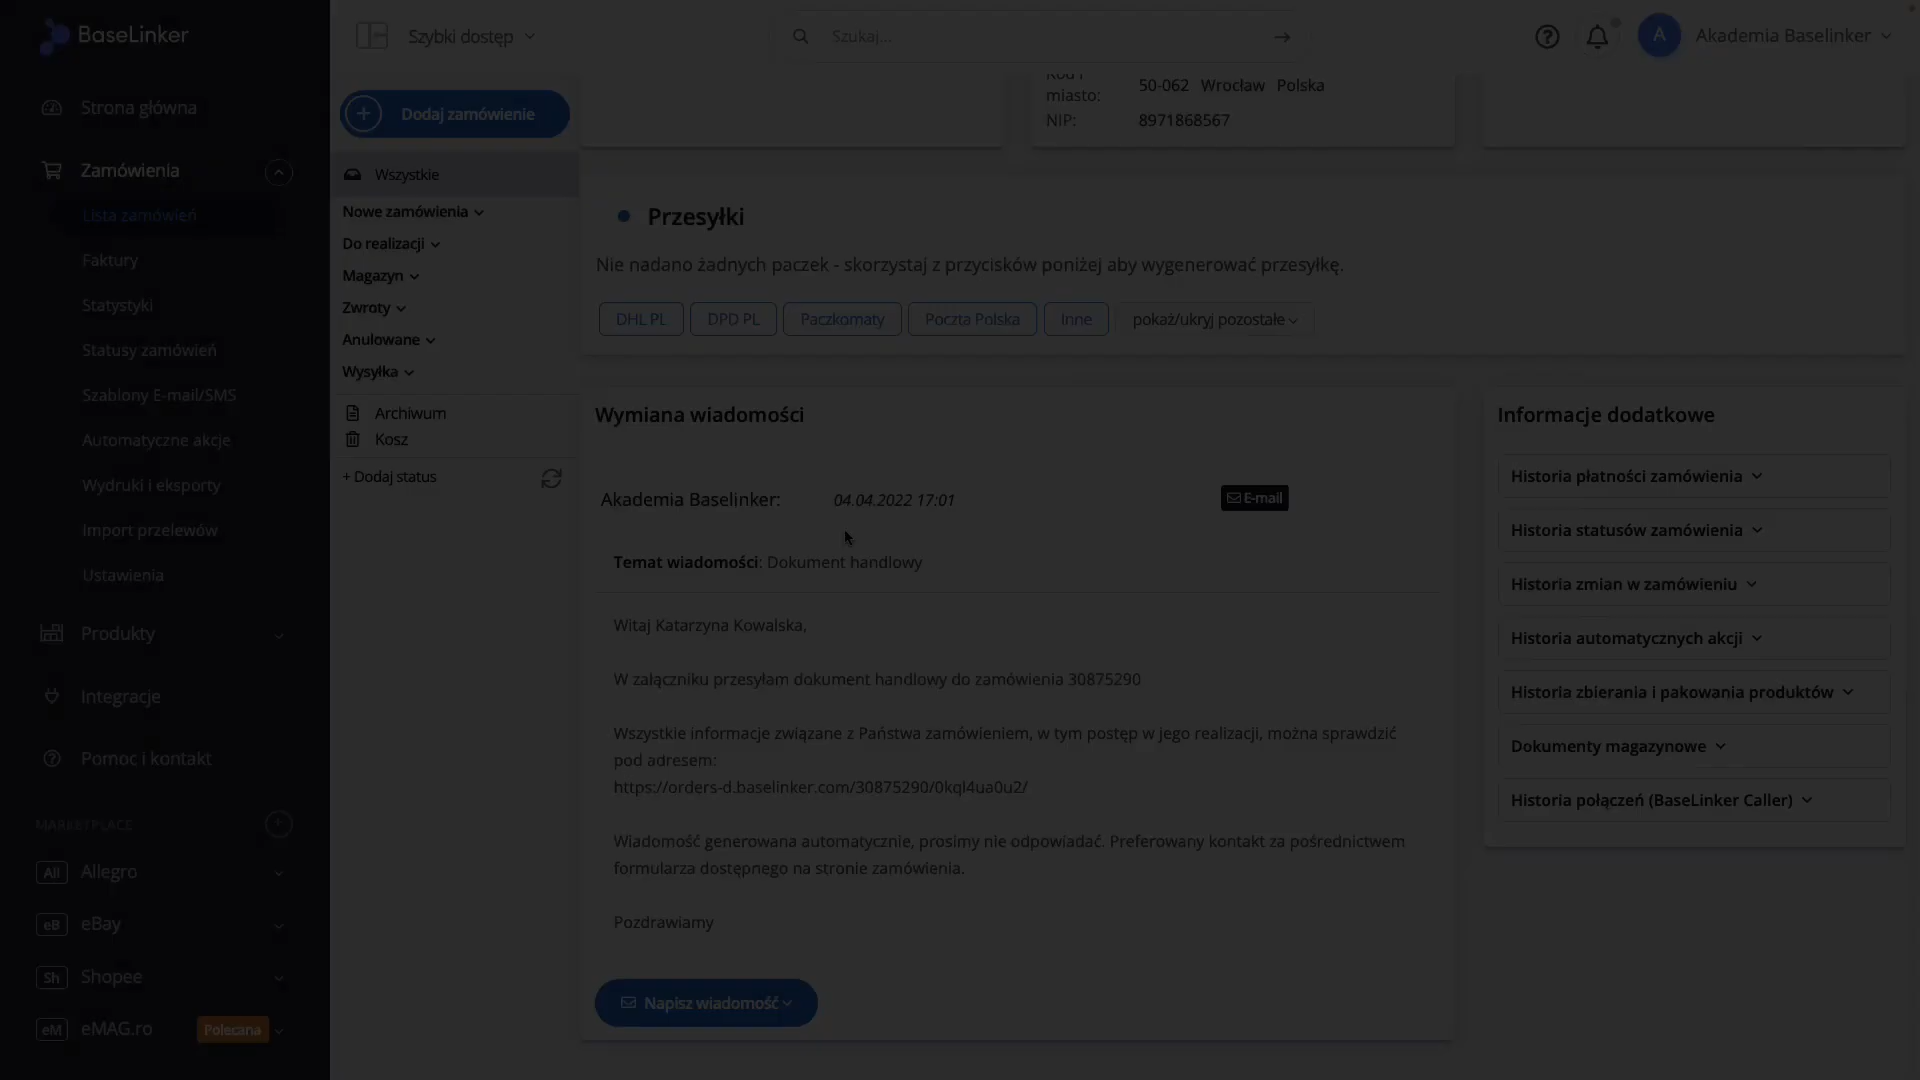 BaseLinker
Szybki dostęp
Szukaj...
A
Akademia Baselinker
Strona główna
Zamówienia
Lista zamówień
Faktury
Statystyki
Statusy zamówień
Szablony E-mail/SMS
Automatyczne akcje
Wydruki i eksporty
Import przelewów
Ustawienia
Produkty
Integracje
Pomoc i kontakt
MARKETPLACE
All Allegro
eB eBay
Sh Shopee
eM eMAG.ro Polecana
Dodaj zamówienie
Wszystkie
Nowe zamówienia
Do realizacji
Magazyn
Zwroty
Anulowane
Wysyłka
Archiwum
Kosz
+ Dodaj status
Kod i
miasto:
50-062 Wrocław Polska
NIP: 8971868567
Przesyłki
Nie nadano żadnych paczek - skorzystaj z przycisków poniżej aby wygenerować przesyłkę.
DHL PL DPD PL Paczkomaty Poczta Polska Inne pokaż/ukryj pozostałe
Wymiana wiadomości
Akademia Baselinker: 04.04.2022 17:01 E-mail
Temat wiadomości: Dokument handlowy
Witaj Katarzyna Kowalska,
W załączniku przesyłam dokument handlowy do zamówienia 30875290
Wszystkie informacje związane z Państwa zamówieniem, w tym postęp w jego realizacji, można sprawdzić
pod adresem:
https://orders-d.baselinker.com/30875290/0kql4ua0u2/
Wiadomość generowana automatycznie, prosimy nie odpowiadać. Preferowany kontakt za pośrednictwem
formularza dostępnego na stronie zamówienia.
Pozdrawiamy
Napisz wiadomość
Informacje dodatkowe
Historia płatności zamówienia
Historia statusów zamówienia
Historia zmian w zamówieniu
Historia automatycznych akcji
Historia zbierania i pakowania produktów
Dokumenty magazynowe
Historia połączeń (BaseLinker Caller)